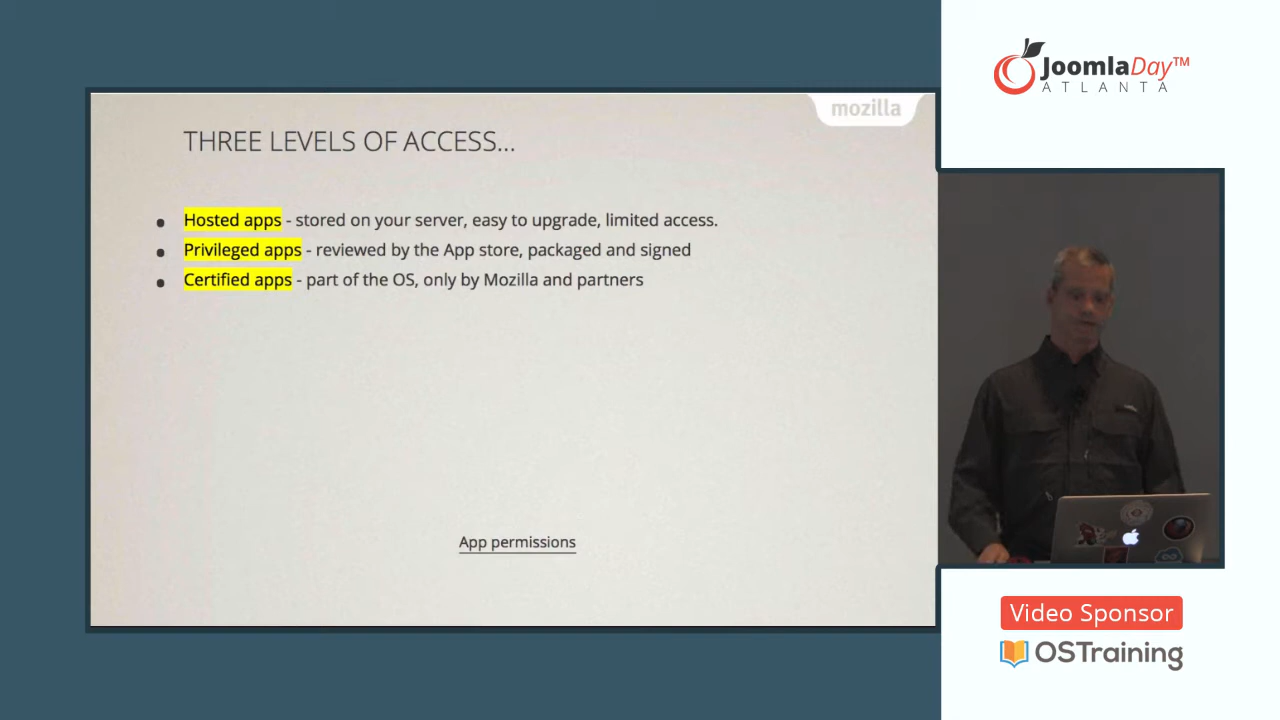 mozilla
THREE LEVELS OF ACCESS...
• Hosted apps - stored on your server, easy to upgrade, limited access.
• Privileged apps - reviewed by the App store, packaged and signed
• Certified apps - part of the OS, only by Mozilla and partners
App permissions
JoomlaDay™
ATLANTA
Video Sponsor
OSTraining